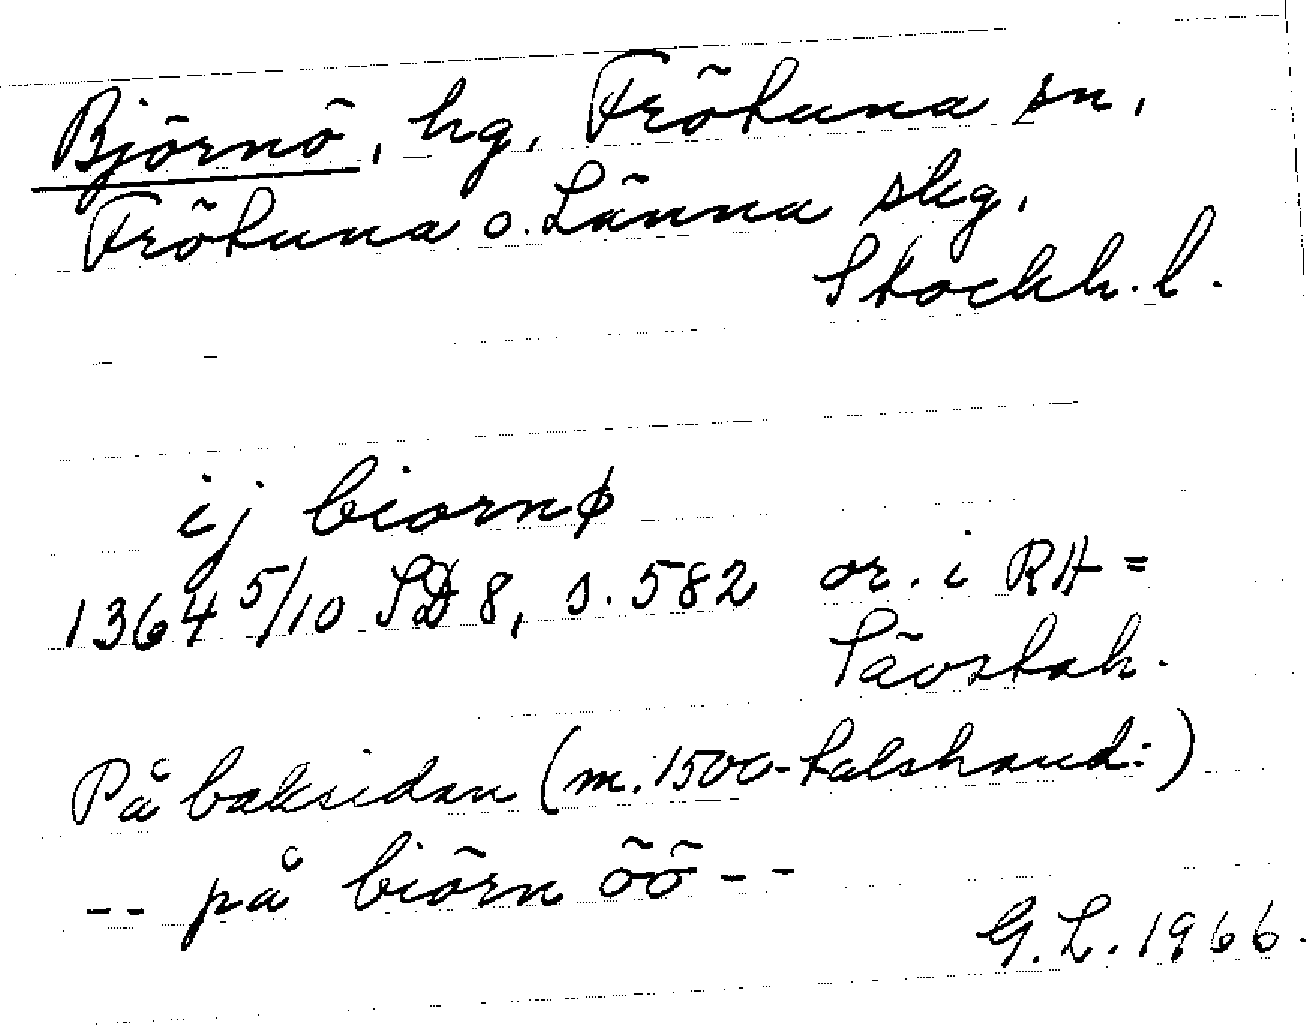 Björnö, hg, Frötuna sn,
Frötuna o. Länna skg.
Stockh. l.
ij biornø
1364 5/10 SD 8, s. 582 or. i RA =
Sävstah.
På baksidan (m. 1500-talshand:)
-- på biörn öö --
G. L. 1966.